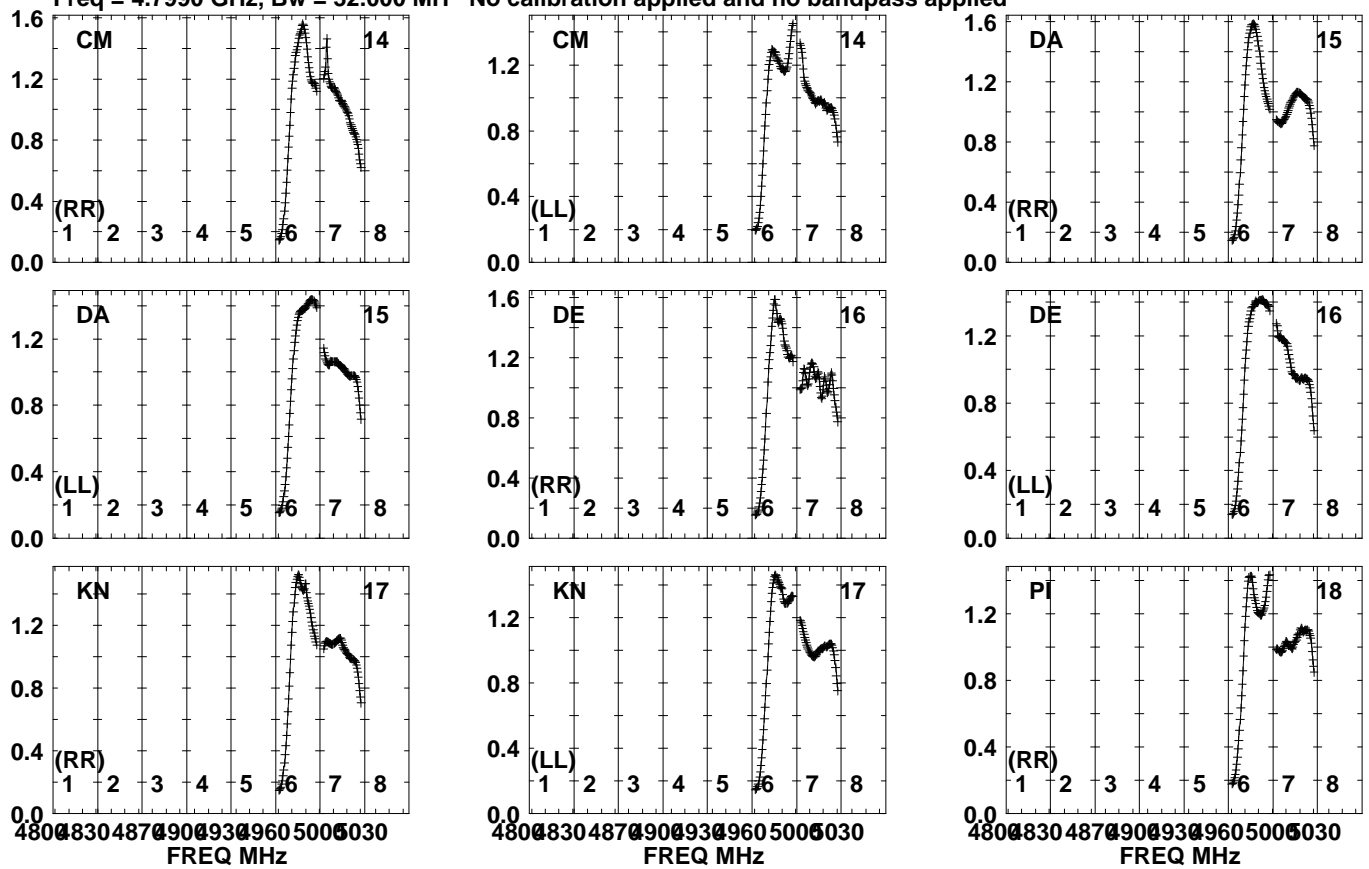 Freq = 4.7990 GHz, Bw = 32.000 MH No calibration applied and no bandpass applied
CM 14 CM 14 DA 15
1.6 1.2 0.8 0.4 0.0
(RR) (LL) (RR)
1 2 3 4 5 6 7 8
1.2 0.8 0.4 0.0
1 2 3 4 5 6 7 8
1.6 1.2 0.8 0.4 0.0
1 2 3 4 5 6 7 8
DA 15 DE 16 DE 16
1.2 0.8 0.4 0.0
(LL) (RR) (LL)
1 2 3 4 5 6 7 8
1.6 1.2 0.8 0.4 0.0
1 2 3 4 5 6 7 8
1.2 0.8 0.4 0.0
1 2 3 4 5 6 7 8
KN 17 KN 17 PI 18
1.2 0.8 0.4 0.0
(RR) (LL) (RR)
1 2 3 4 5 6 7 8
1.2 0.8 0.4 0.0
1 2 3 4 5 6 7 8
1.2 0.8 0.4 0.0
1 2 3 4 5 6 7 8
4800 4830 4870 4900 4930 4960 5000 5030
4800 4830 4870 4900 4930 4960 5000 5030
4800 4830 4870 4900 4930 4960 5000 5030
FREQ MHz FREQ MHz FREQ MHz